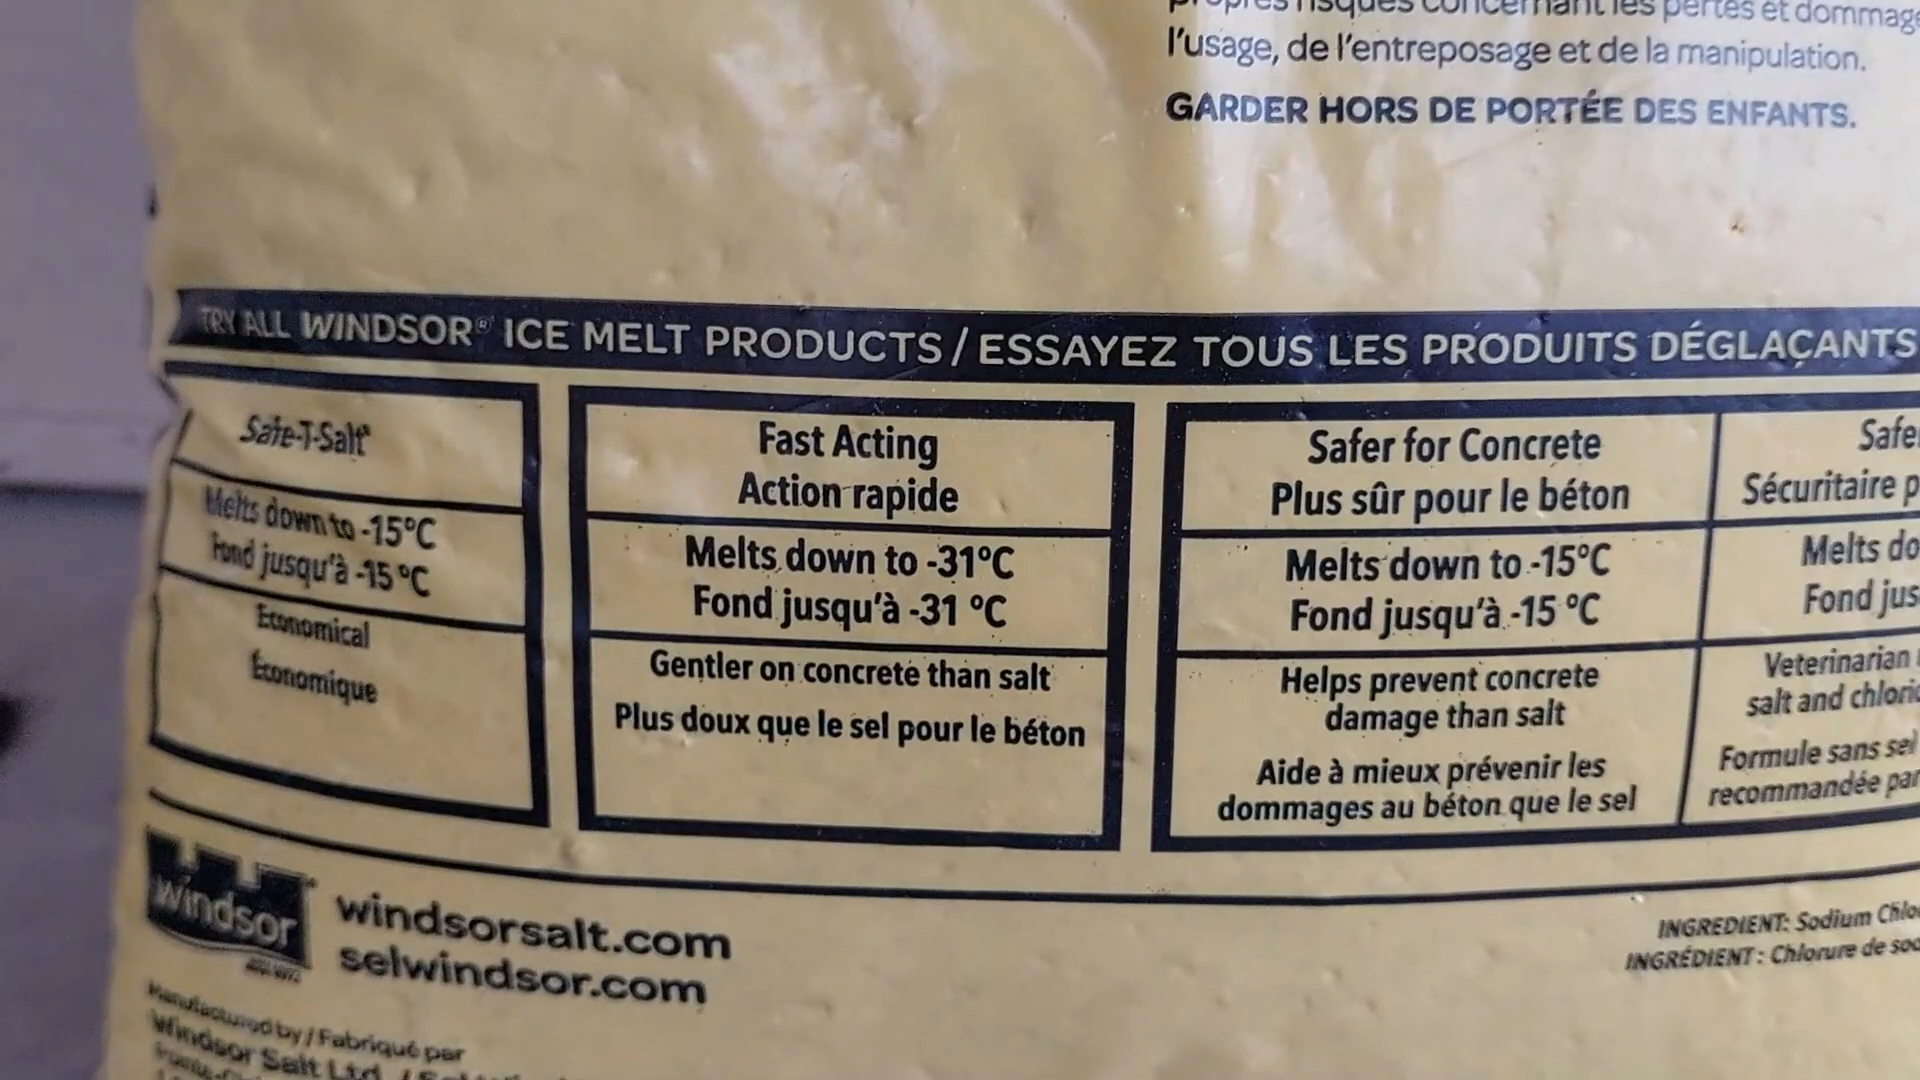 propres risques concernant les pertes et dommag
l'usage, de l'entreposage et de la manipulation.
GARDER HORS DE PORTÉE DES ENFANTS.
TRY ALL WINDSOR® ICE MELT PRODUCTS / ESSAYEZ TOUS LES PRODUITS DÉGLAÇANTS
Safe-T-Salt®
Melts down to -15°C
Fond jusqu'à -15 °C
Economical
Économique
Fast Acting
Action rapide
Melts down to -31°C
Fond jusqu'à -31 °C
Gentler on concrete than salt
Plus doux que le sel pour le béton
Safer for Concrete
Plus sûr pour le béton
Melts down to -15°C
Fond jusqu'à -15 °C
Helps prevent concrete
damage than salt
Aide à mieux prévenir les
dommages au béton que le sel
Safe
Sécuritaire p
Melts do
Fond jus
Veterinarian
salt and chlori
Formule sans sel
recommandée par
Windsor
windsorsalt.com
selwindsor.com
INGREDIENT: Sodium Chlo
INGRÉDIENT : Chlorure de so
Manufactured by / Fabriqué par
Windsor Salt Ltd. /